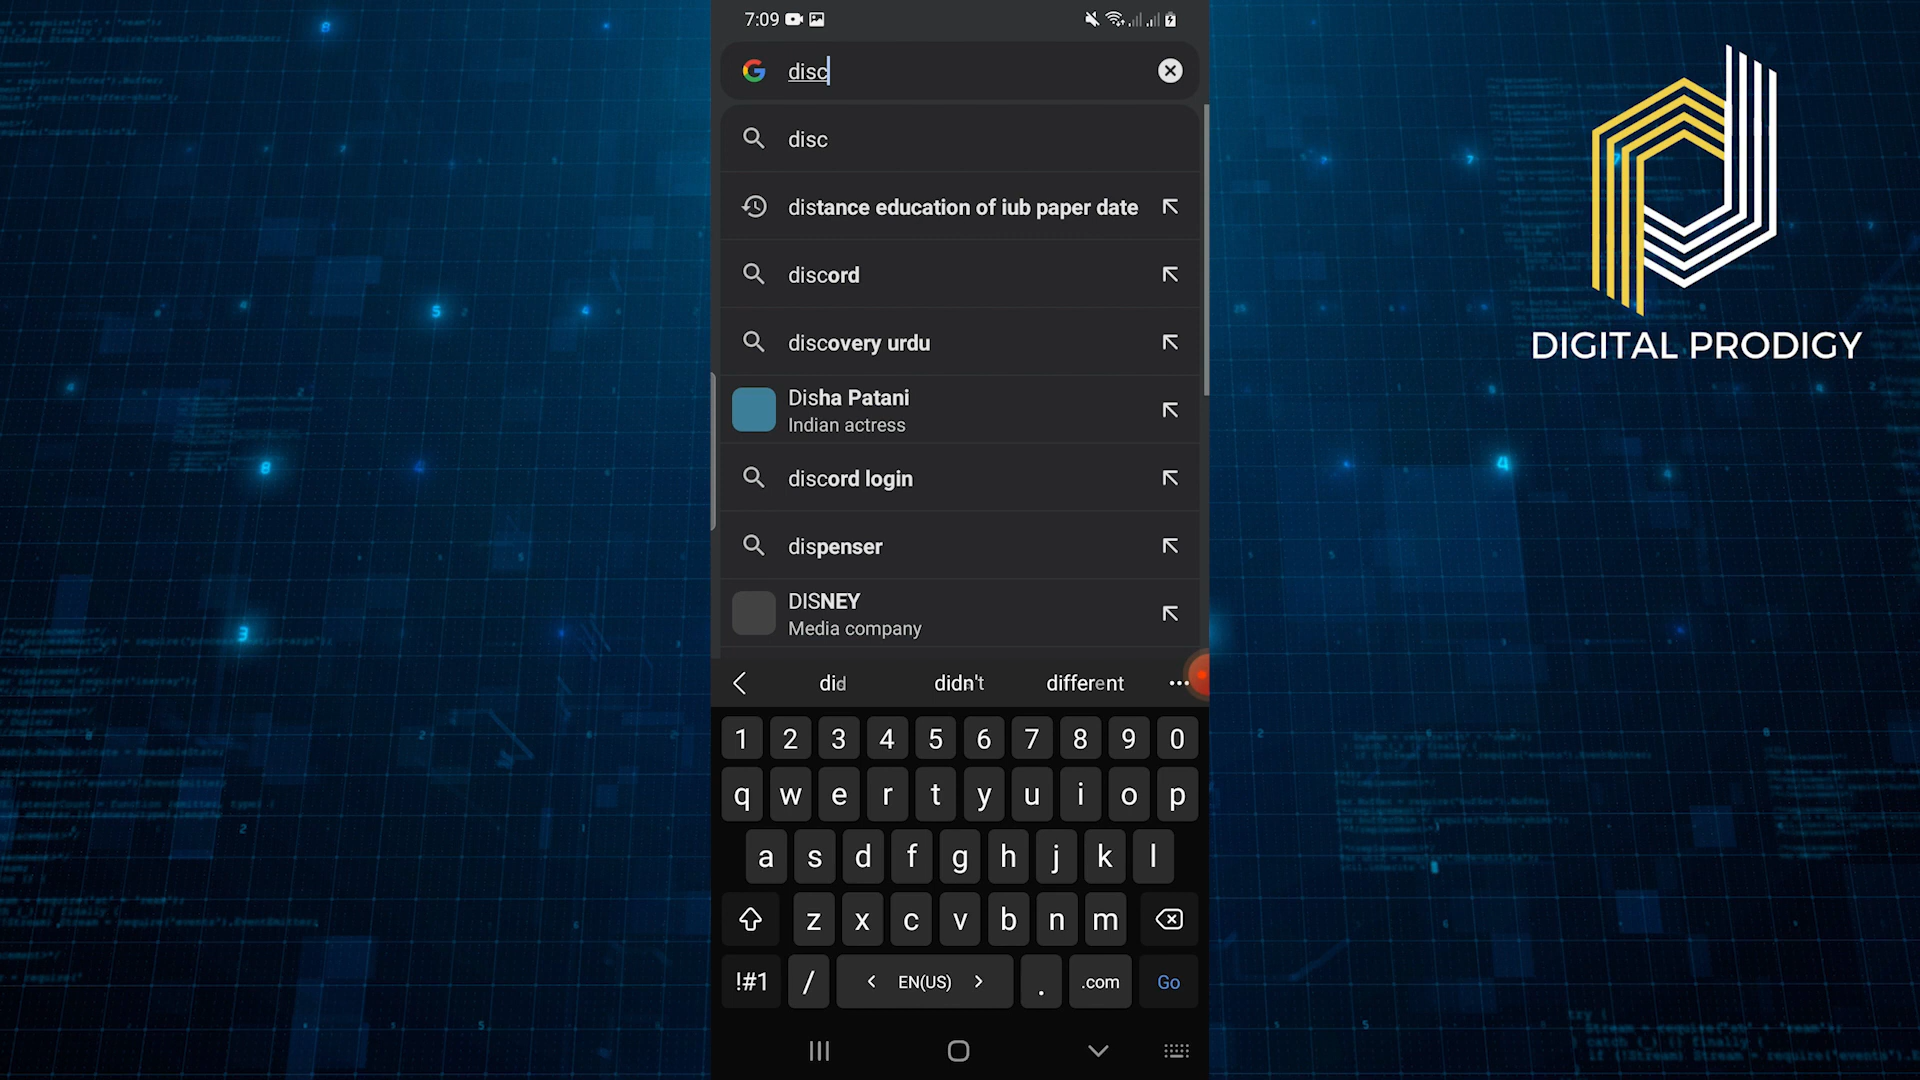 7:09
disc
disc
distance education of iub paper date
discord
discovery urdu
Disha Patani
Indian actress
discord login
dispenser
DISNEY
Media company
did didn't different
1 2 3 4 5 6 7 8 9 0
q w e r t y u i o p
a s d f g h j k l
z x c v b n m
!#1 / < EN(US) > . .com Go
DIGITAL PRODIGY